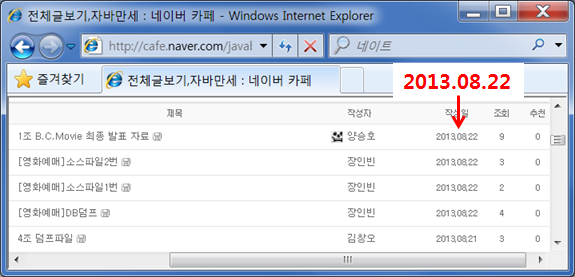 전체글보기,자바만세 : 네이버 카페 - Windows Internet Explorer
http://cafe.naver.com/javal
네이트
즐겨찾기 전체글보기,자바만세 : 네이버 카페
2013.08.22
제목 작성자 작성일 조회 추천
1조 B.C.Movie 최종 발표 자료 양승호 2013.08.22 9 0
[영화예매]소스파일2번 장인빈 2013.08.22 3 0
[영화예매]소스파일1번 장인빈 2013.08.22 2 0
[영화예매]DB덤프 장인빈 2013.08.22 4 0
4조 덤프파일 김창오 2013.08.21 3 0